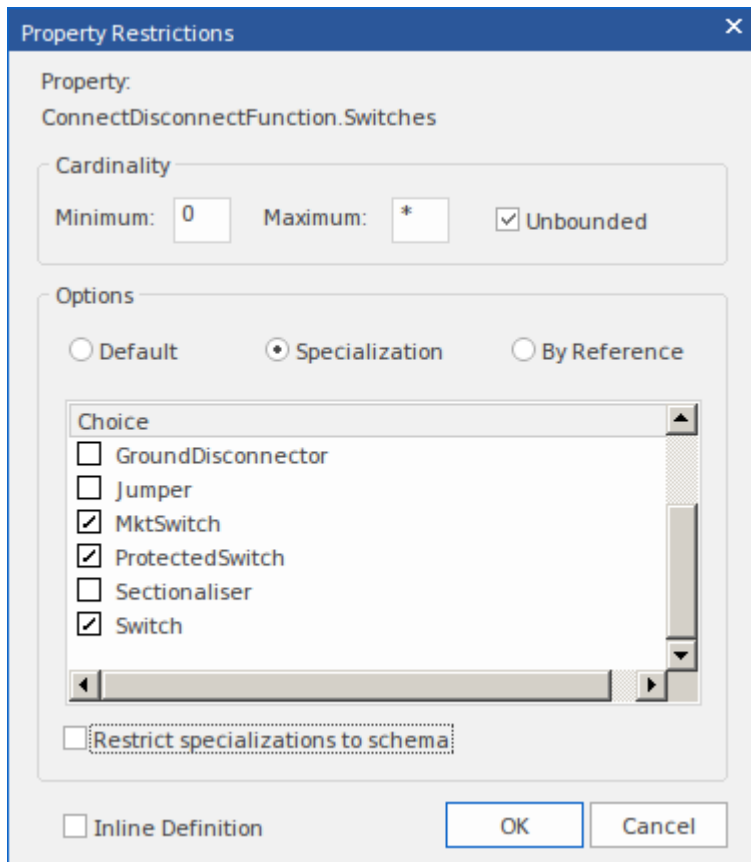 Property Restrictions
Property:
ConnectDisconnectFunction.Switches
Cardinality
Minimum: 0 Maximum: * Unbounded
Options
Default Specialization By Reference
Choice
GroundDisconnector
Jumper
MktSwitch
ProtectedSwitch
Sectionaliser
Switch
Restrict specializations to schema
Inline Definition OK Cancel